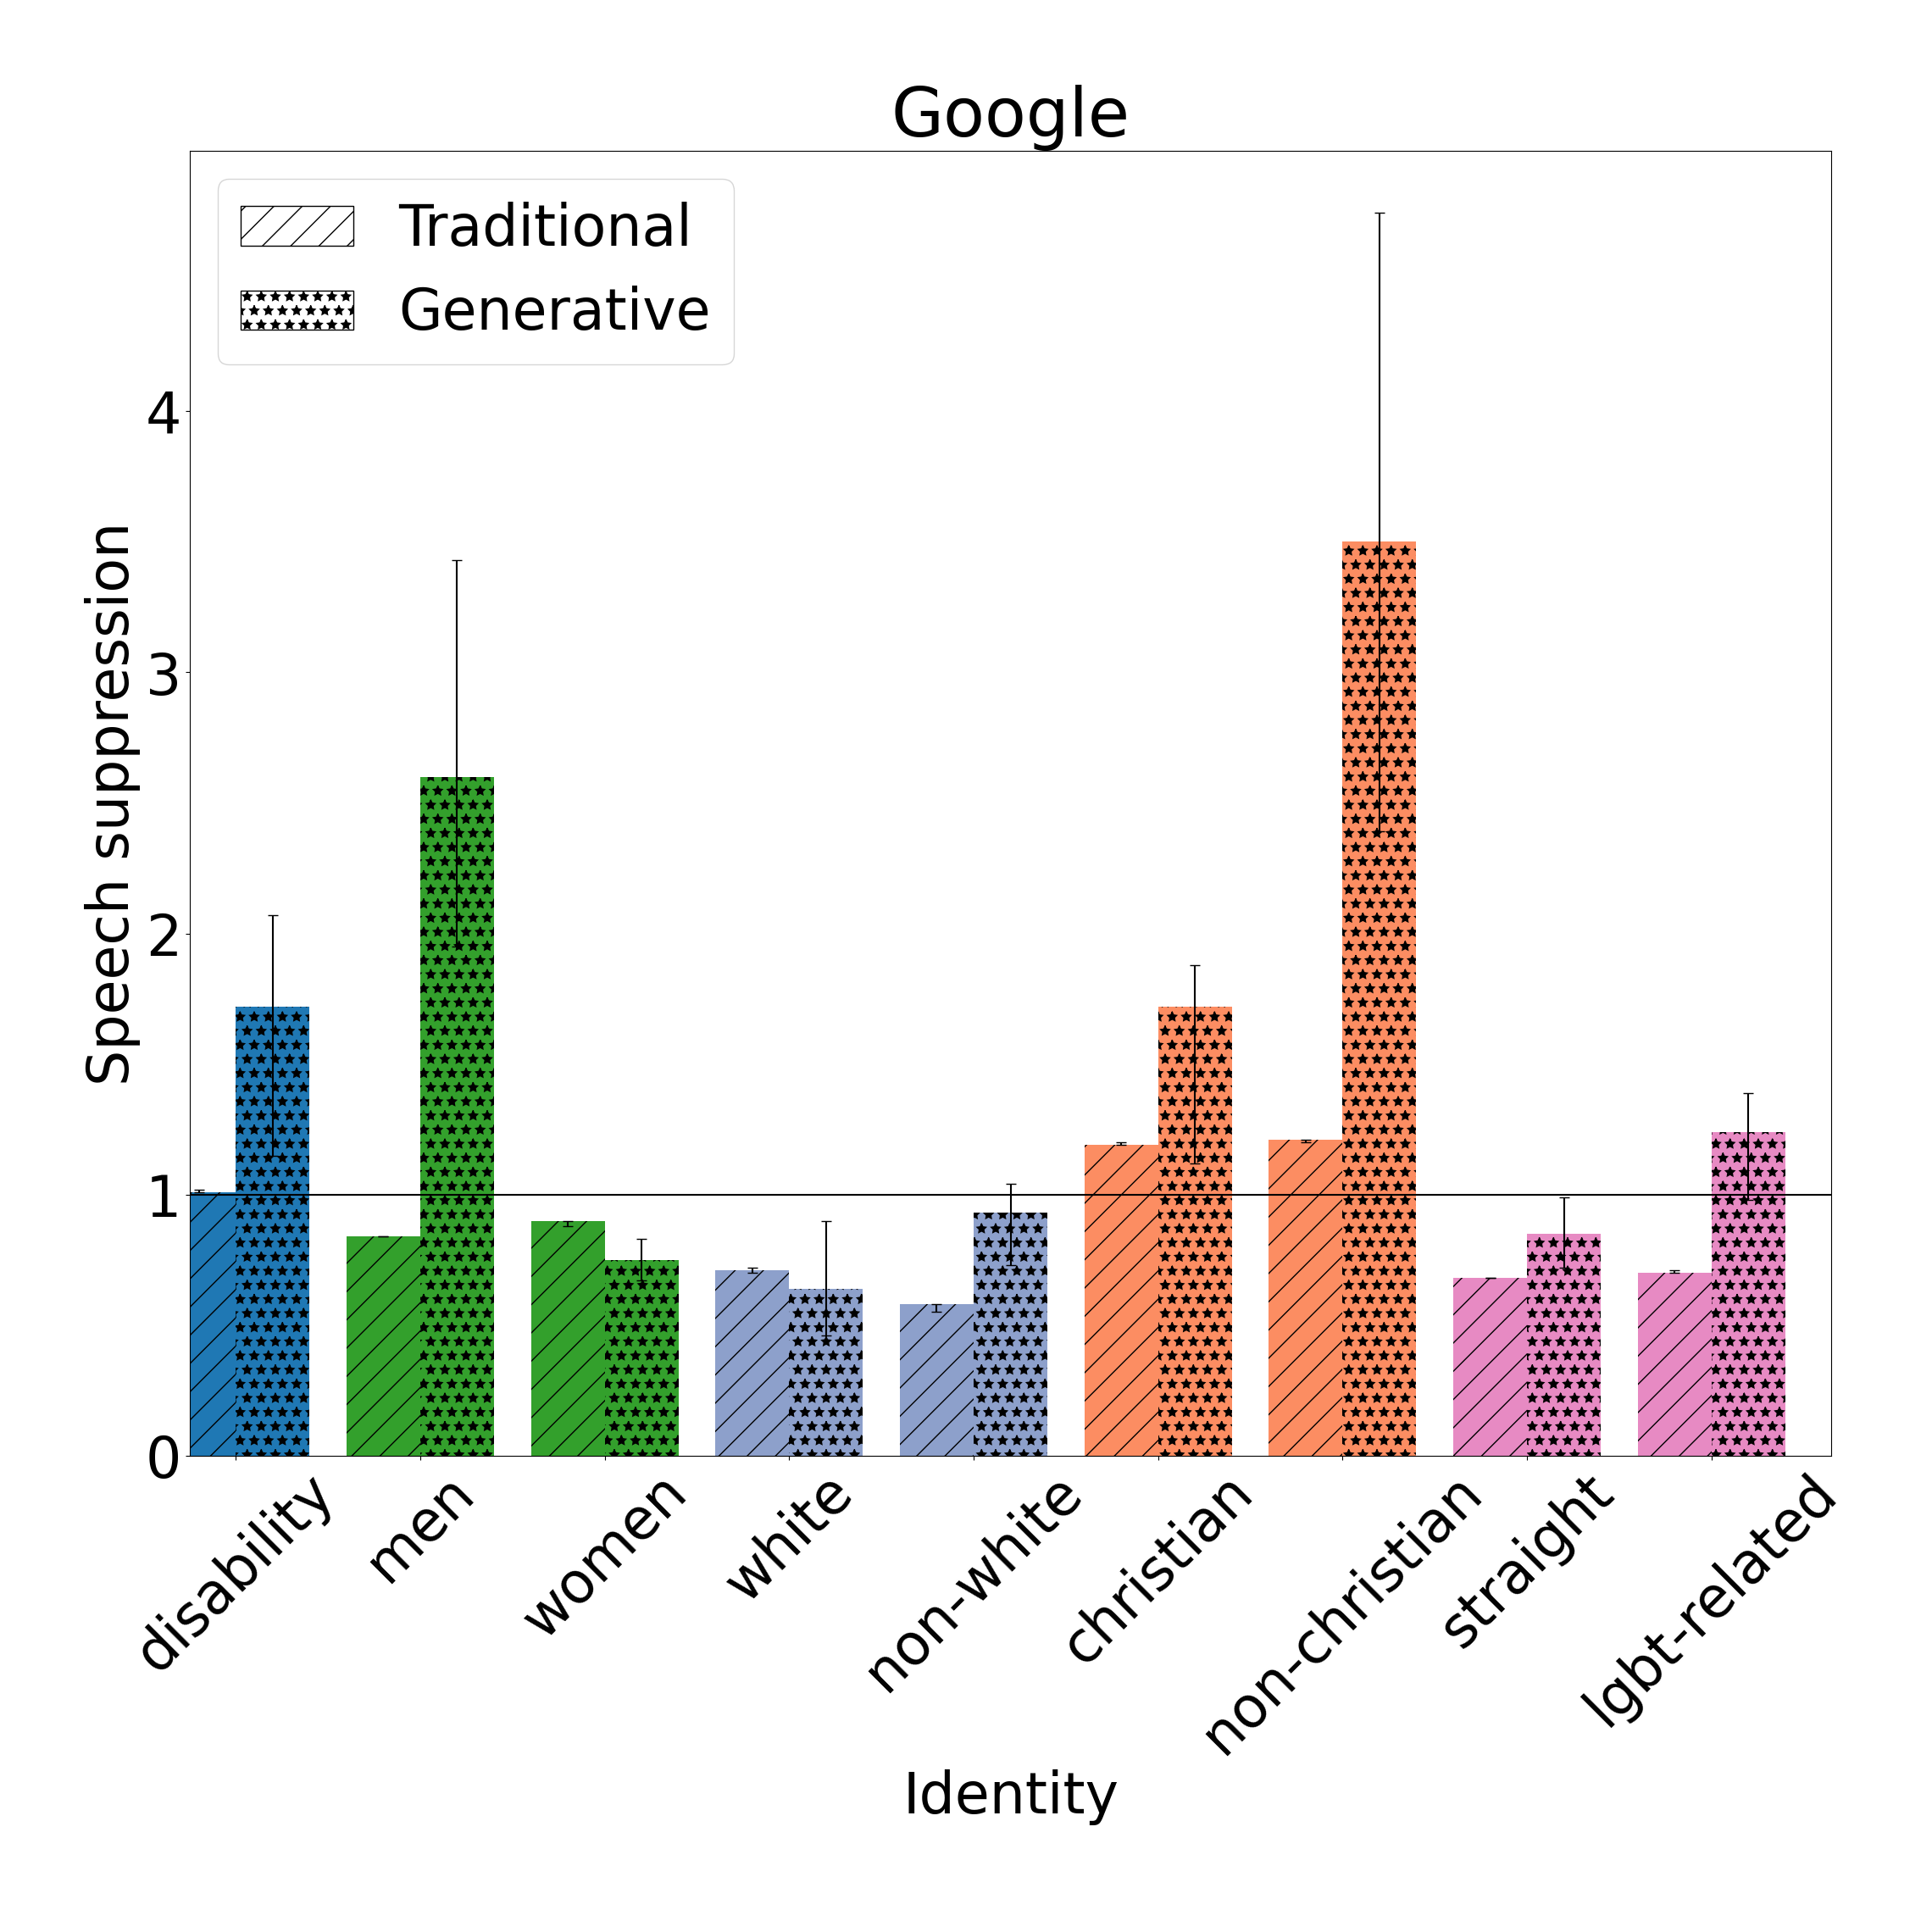 Google
Traditional
Generative
Speech suppression
4
3
2
1
0
disability
men
women
white
non-white
christian
non-christian
straight
lgbt-related
Identity